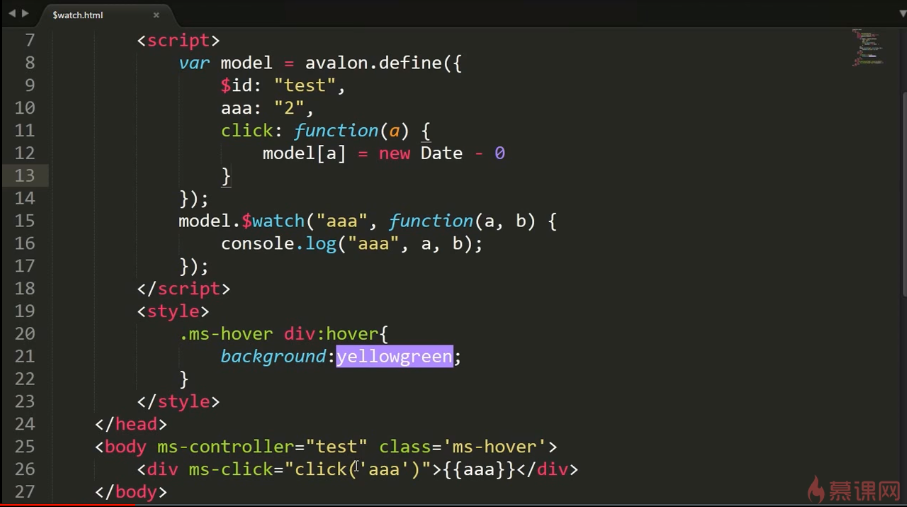 $watch.html
7 <script>
8 var model = avalon.define({
9 $id: "test",
10 aaa: "2",
11 click: function(a) {
12 model[a] = new Date - 0
13 }
14 });
15 model.$watch("aaa", function(a, b) {
16 console.log("aaa", a, b);
17 });
18 </script>
19 <style>
20 .ms-hover div:hover{
21 background:yellowgreen;
22 }
23 </style>
24 </head>
25 <body ms-controller="test" class='ms-hover'>
26 <div ms-click="click('aaa')">{{aaa}}</div>
27 </body>
慕课网